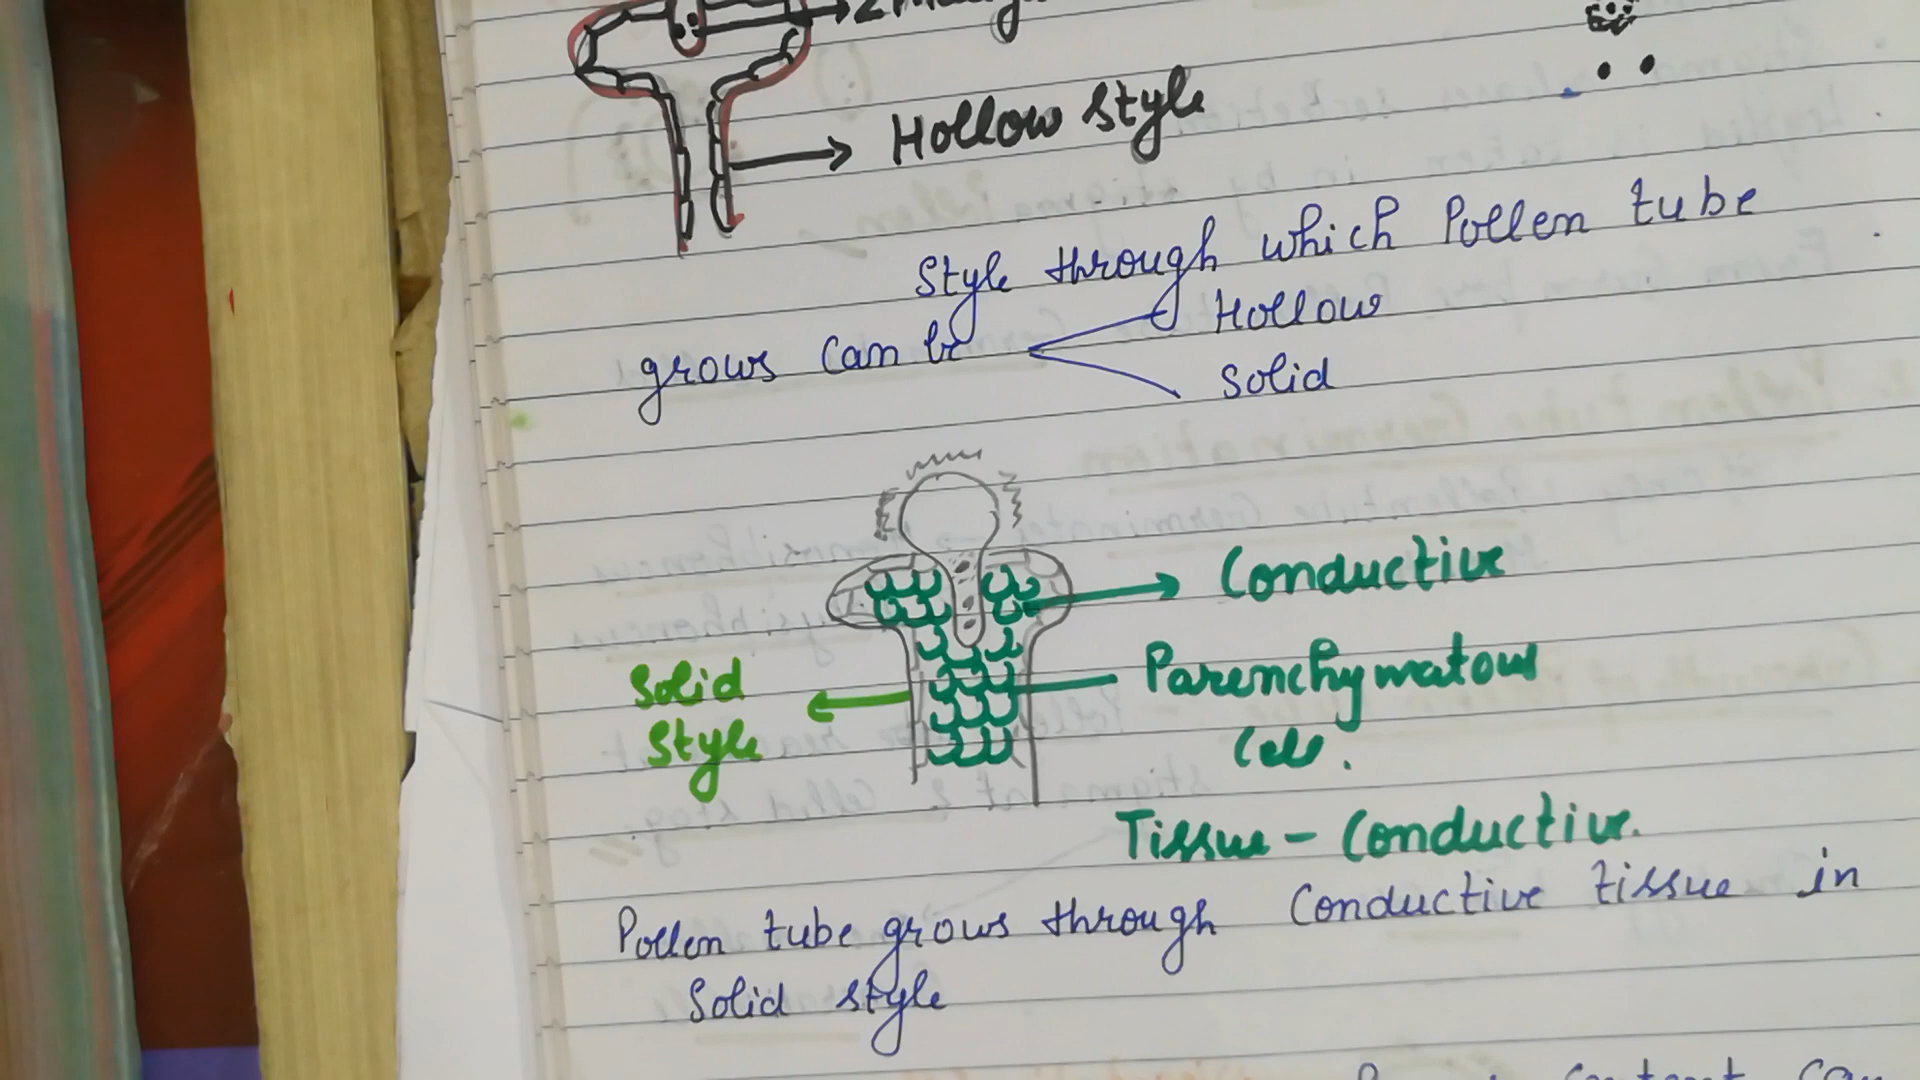 Hollow style
Style through which Pollen tube
grows can be
Hollow
Solid
Conductive
Solid
Style
Parenchymatous
Cells.
Tissue - Conductive.
Pollen tube grows through Conductive tissue in
Solid style